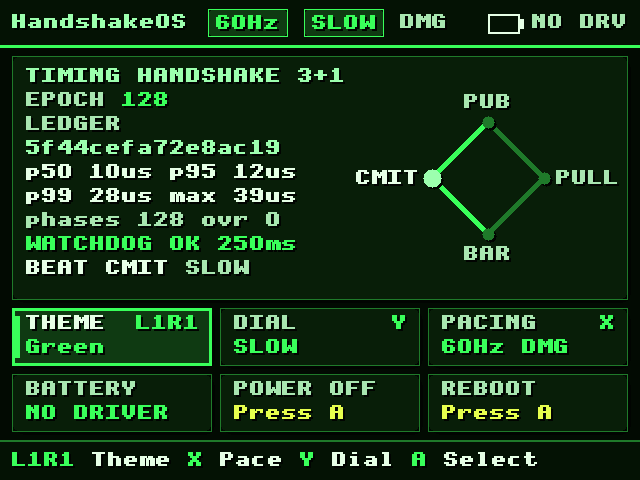 HandshakeOS 60Hz SLOW DMG NO DRV
TIMING HANDSHAKE 3+1
EPOCH 128
LEDGER
5f44cefa72e8ac19
p50 10us p95 12us
p99 28us max 39us
phases 128 ovr 0
WATCHDOG OK 250ms
BEAT CMIT SLOW
PUB
CMIT
PULL
BAR
THEME L1R1
Green
DIAL Y
SLOW
PACING X
60Hz DMG
BATTERY
NO DRIVER
POWER OFF
Press A
REBOOT
Press A
L1R1 Theme X Pace Y Dial A Select